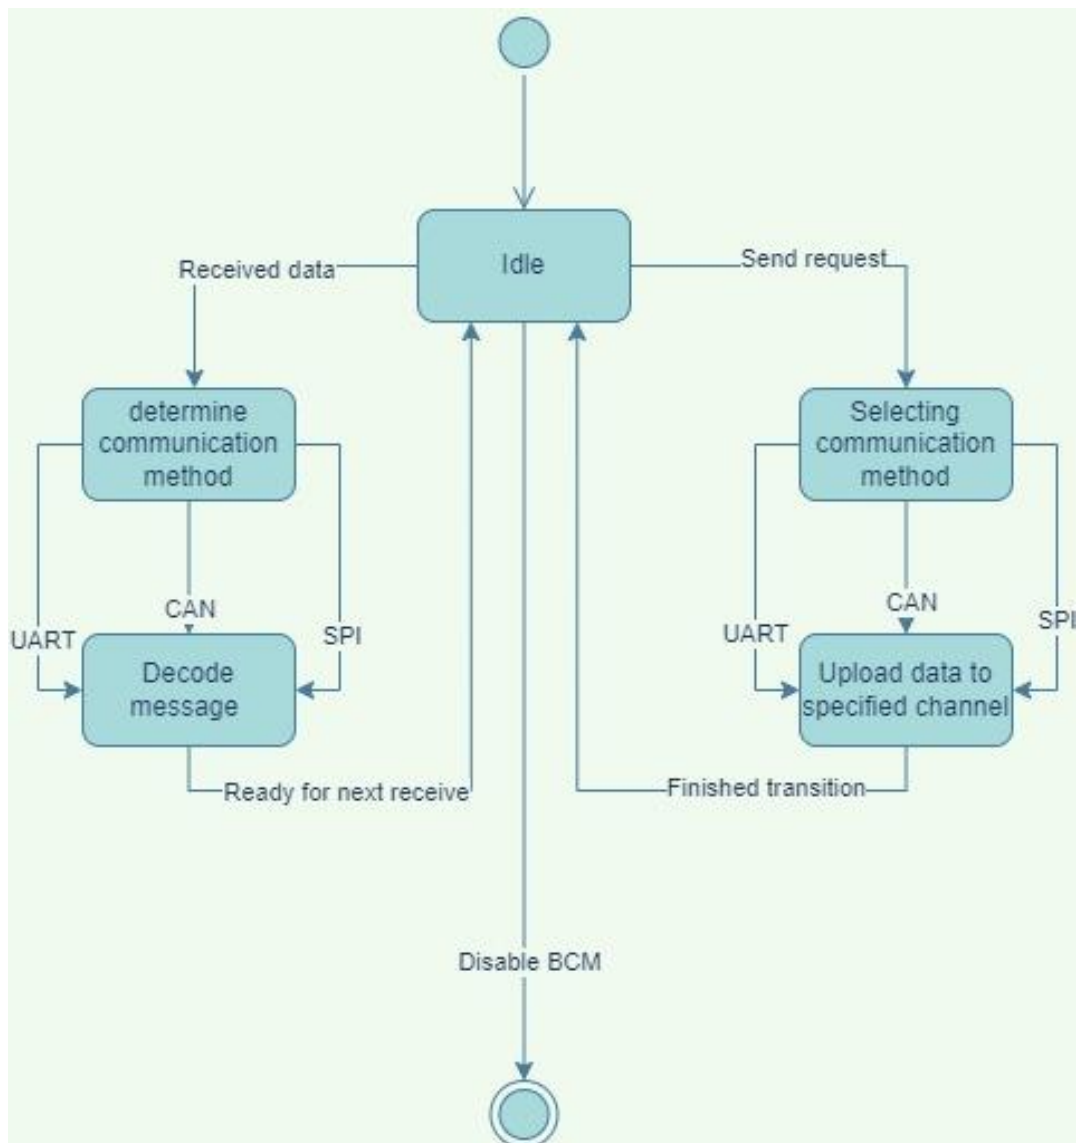 Idle
Received data
Send request
determine
communication
method
Selecting
communication
method
UART
CAN
SPI
UART
CAN
SPI
Decode
message
Upload data to
specified channel
Ready for next receive
Finished transition
Disable BCM